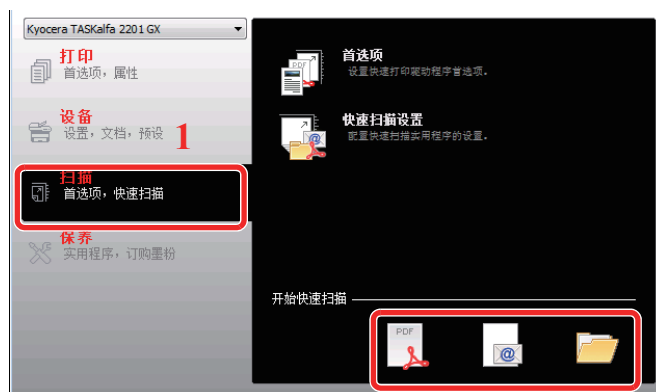 Kyocera TASKalfa 2201 GX
打印
首选项，属性
设备
设置，文档，预设
1
扫描
首选项，快速扫描
保养
实用程序，订购墨粉
首选项
设置快速打印驱动程序首选项。
快速扫描设置
配置快速扫描实用程序的设置。
开始快速扫描
PDF
PDF
@
@